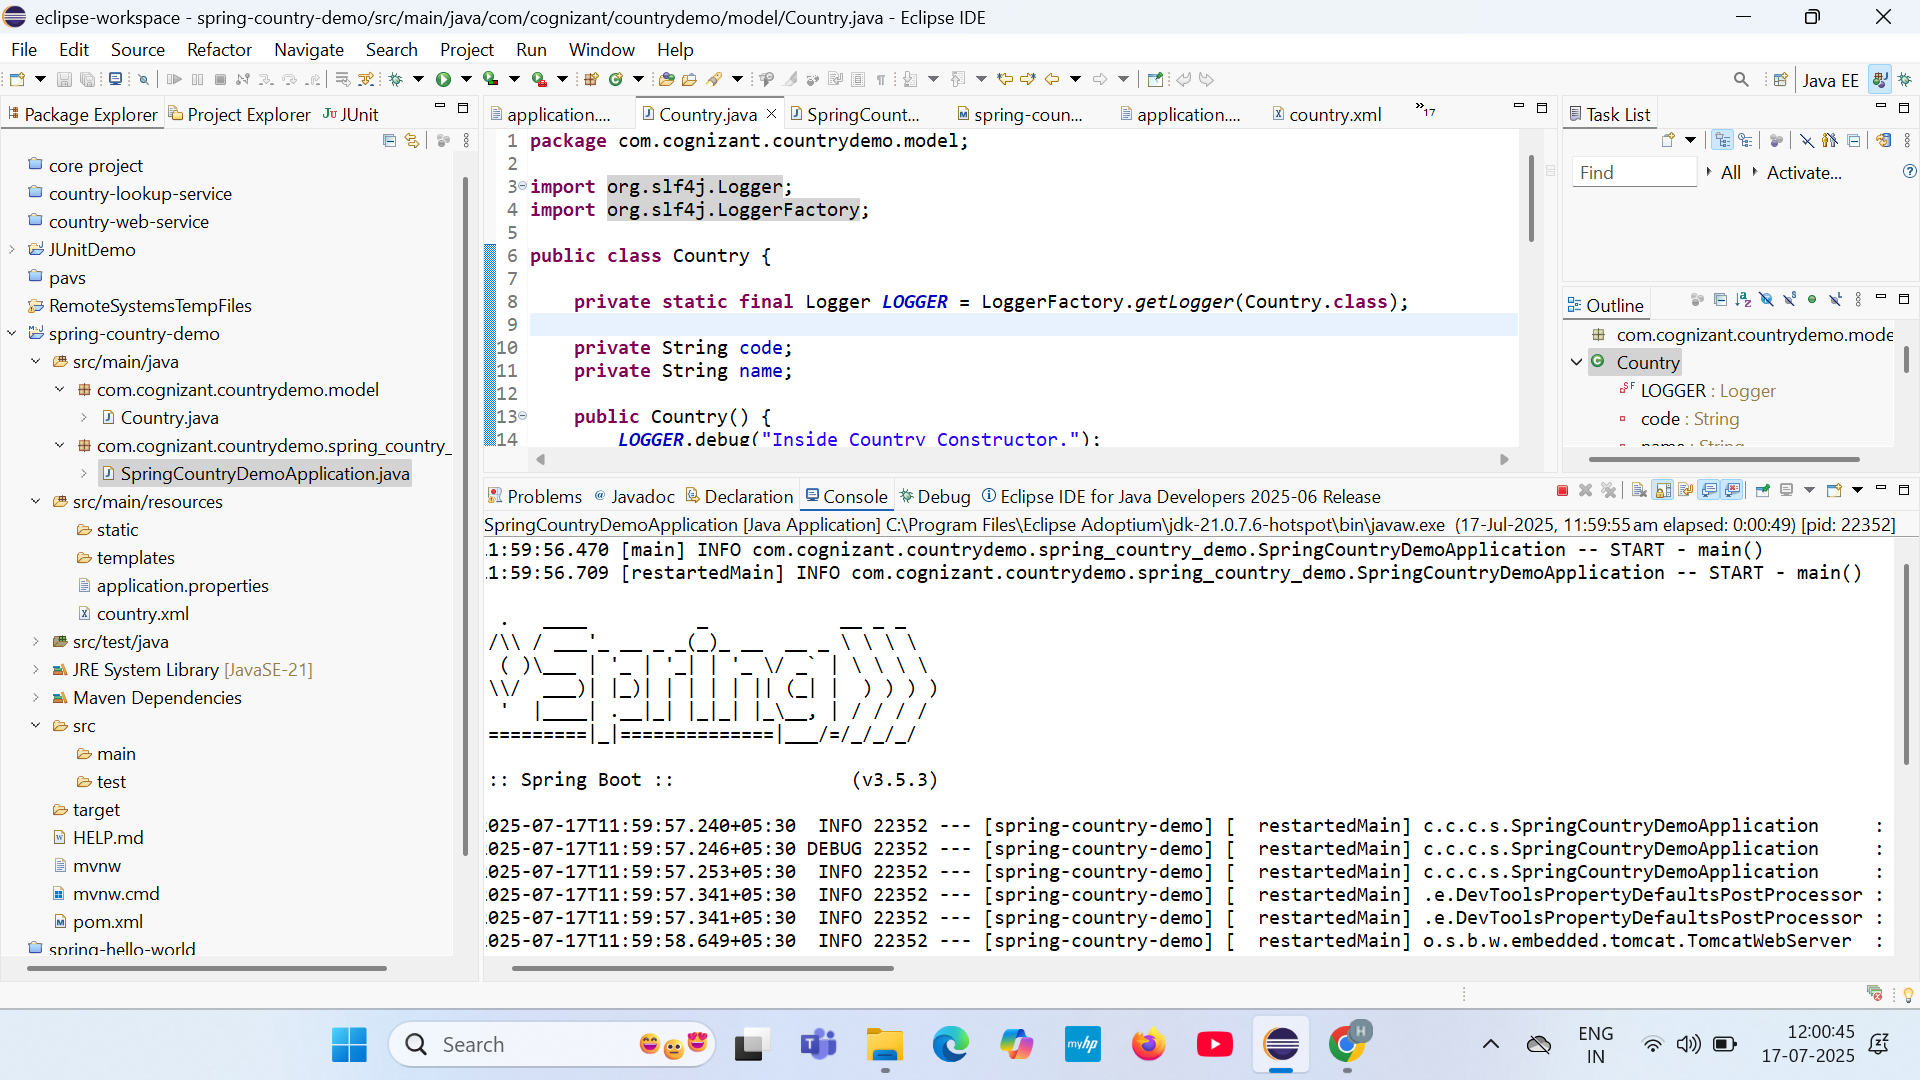 eclipse-workspace - spring-country-demo/src/main/java/com/cognizant/countrydemo/model/Country.java - Eclipse IDE
File Edit Source Refactor Navigate Search Project Run Window Help
Java EE
Package Explorer Project Explorer JUnit
core project
country-lookup-service
country-web-service
JUnitDemo
pavs
RemoteSystemsTempFiles
spring-country-demo
src/main/java
com.cognizant.countrydemo.model
Country.java
com.cognizant.countrydemo.spring_country_
SpringCountryDemoApplication.java
src/main/resources
static
templates
application.properties
country.xml
src/test/java
JRE System Library [JavaSE-21]
Maven Dependencies
src
main
test
target
HELP.md
mvnw
mvnw.cmd
pom.xml
spring-hello-world
application.... Country.java SpringCount... spring-coun... application.... country.xml »17
1 package com.cognizant.countrydemo.model;
2
3 import org.slf4j.Logger;
4 import org.slf4j.LoggerFactory;
5
6 public class Country {
7
8 private static final Logger LOGGER = LoggerFactory.getLogger(Country.class);
9
10 private String code;
11 private String name;
12
13 public Country() {
14 LOGGER.debug("Inside Country Constructor.");
Task List
Find All Activate...
Outline
com.cognizant.countrydemo.mode
Country
LOGGER : Logger
code : String
name : String
Problems Javadoc Declaration Console Debug Eclipse IDE for Java Developers 2025-06 Release
SpringCountryDemoApplication [Java Application] C:\Program Files\Eclipse Adoptium\jdk-21.0.7.6-hotspot\bin\javaw.exe (17-Jul-2025, 11:59:55 am elapsed: 0:00:49) [pid: 22352]
1:59:56.470 [main] INFO com.cognizant.countrydemo.spring_country_demo.SpringCountryDemoApplication -- START - main()
1:59:56.709 [restartedMain] INFO com.cognizant.countrydemo.spring_country_demo.SpringCountryDemoApplication -- START - main()
Spring
:: Spring Boot :: (v3.5.3)
025-07-17T11:59:57.240+05:30 INFO 22352 --- [spring-country-demo] [ restartedMain] c.c.c.s.SpringCountryDemoApplication :
025-07-17T11:59:57.246+05:30 DEBUG 22352 --- [spring-country-demo] [ restartedMain] c.c.c.s.SpringCountryDemoApplication :
025-07-17T11:59:57.253+05:30 INFO 22352 --- [spring-country-demo] [ restartedMain] c.c.c.s.SpringCountryDemoApplication :
025-07-17T11:59:57.341+05:30 INFO 22352 --- [spring-country-demo] [ restartedMain] .e.DevToolsPropertyDefaultsPostProcessor :
025-07-17T11:59:57.341+05:30 INFO 22352 --- [spring-country-demo] [ restartedMain] .e.DevToolsPropertyDefaultsPostProcessor :
025-07-17T11:59:58.649+05:30 INFO 22352 --- [spring-country-demo] [ restartedMain] o.s.b.w.embedded.tomcat.TomcatWebServer :
Search
myhp
H
ENG
IN
12:00:45
17-07-2025